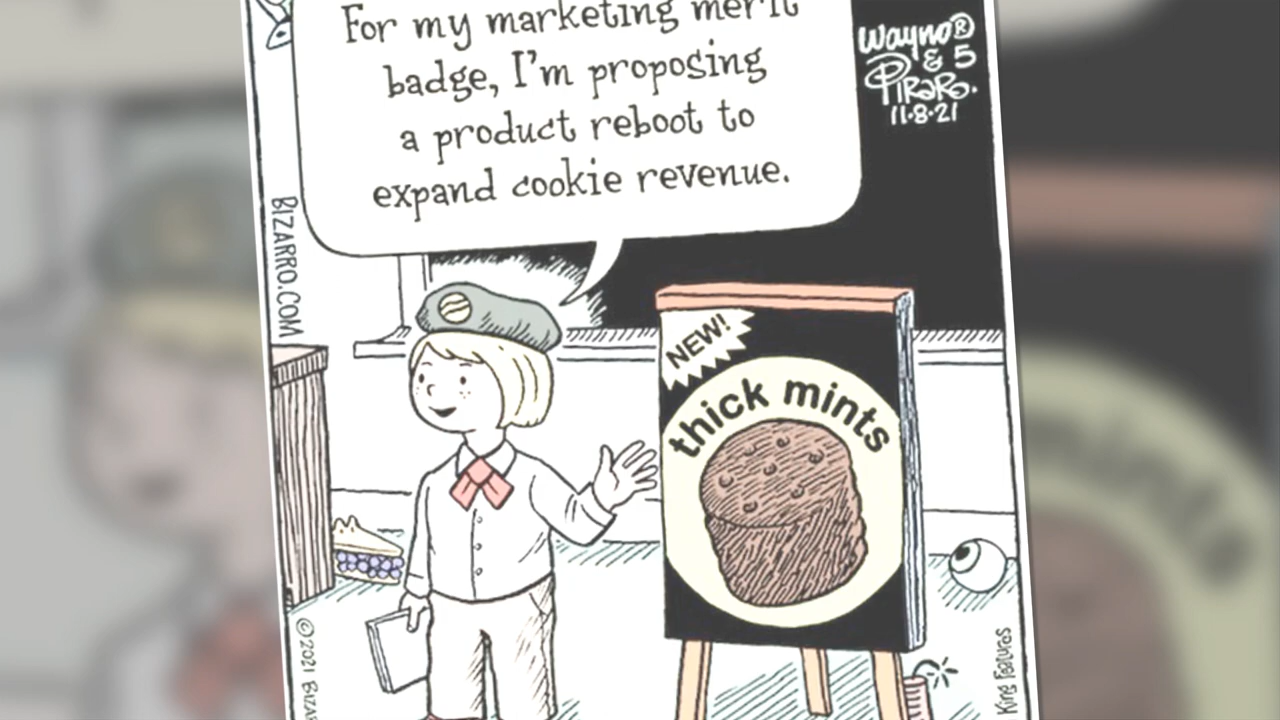 For my marketing merit
badge, I'm proposing
a product reboot to
expand cookie revenue.
Wayno®
& 5
PiRARo.
11·8·21
BIZARRO.COM
NEW!
thick mints
©2021 BIZAR
King Features